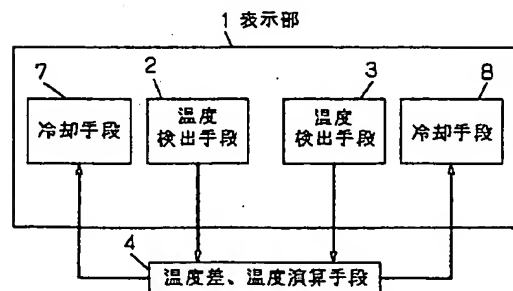 1 表示部
7
2
3
8
冷却手段
温度
検出手段
温度
検出手段
冷却手段
4
温度差、温度演算手段